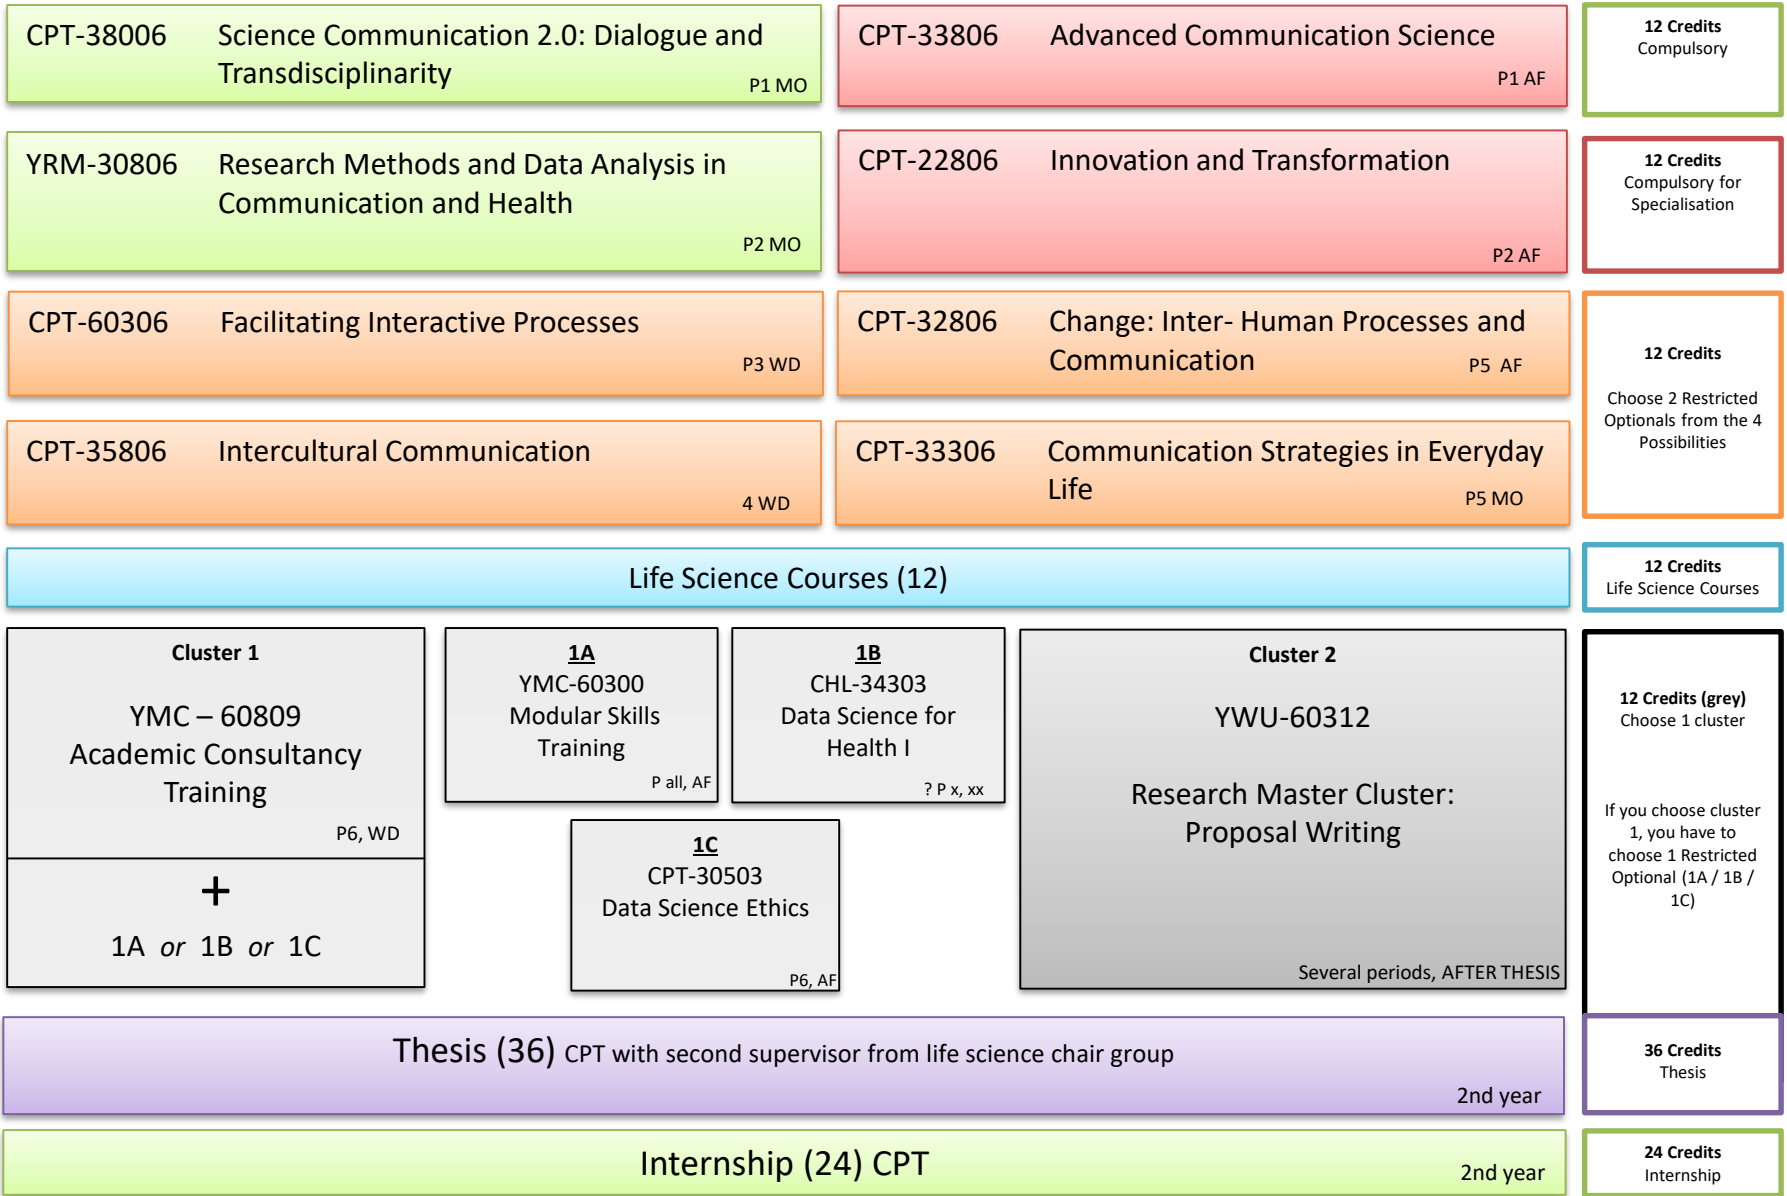 CPT-38006 Science Communication 2.0: Dialogue and
Transdisciplinarity
P1 MO
CPT-33806 Advanced Communication Science
P1 AF
12 Credits
Compulsory
YRM-30806 Research Methods and Data Analysis in
Communication and Health
P2 MO
CPT-22806 Innovation and Transformation
P2 AF
12 Credits
Compulsory for
Specialisation
CPT-60306 Facilitating Interactive Processes
P3 WD
CPT-32806 Change: Inter- Human Processes and
Communication
P5 AF
12 Credits
Choose 2 Restricted
Optionals from the 4
Possibilities
CPT-35806 Intercultural Communication
4 WD
CPT-33306 Communication Strategies in Everyday
Life
P5 MO
Life Science Courses (12)
12 Credits
Life Science Courses
Cluster 1
YMC – 60809
Academic Consultancy
Training
P6, WD
+
1A or 1B or 1C
1A
YMC-60300
Modular Skills
Training
P all, AF
1B
CHL-34303
Data Science for
Health I
? P x, xx
1C
CPT-30503
Data Science Ethics
P6, AF
Cluster 2
YWU-60312
Research Master Cluster:
Proposal Writing
Several periods, AFTER THESIS
12 Credits (grey)
Choose 1 cluster
If you choose cluster
1, you have to
choose 1 Restricted
Optional (1A / 1B /
1C)
Thesis (36) CPT with second supervisor from life science chair group
2nd year
36 Credits
Thesis
Internship (24) CPT
2nd year
24 Credits
Internship